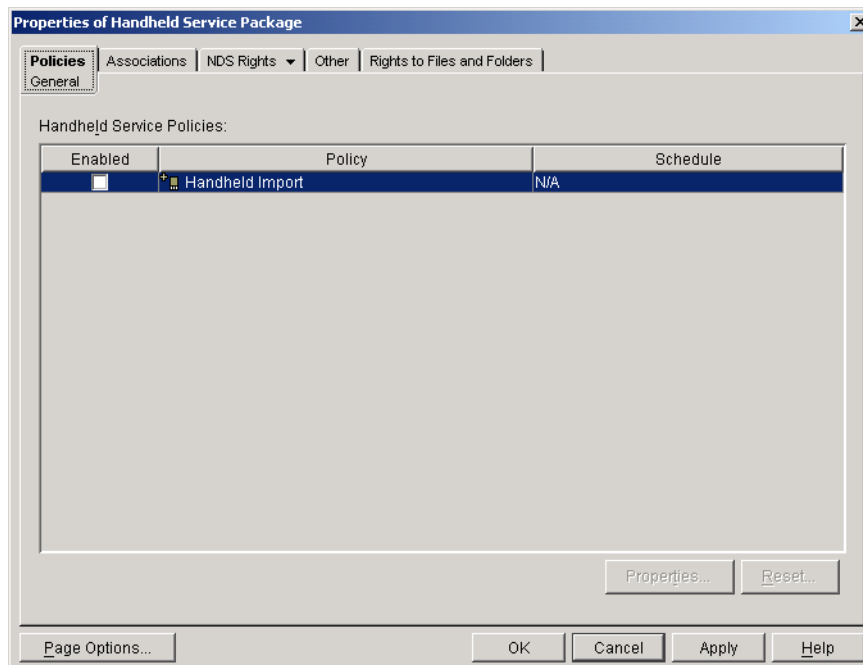 Properties of Handheld Service Package
Policies Associations NDS Rights Other Rights to Files and Folders
General
Handheld Service Policies:
Enabled Policy Schedule
Handheld Import N/A
Properties... Reset...
Page Options... OK Cancel Apply Help